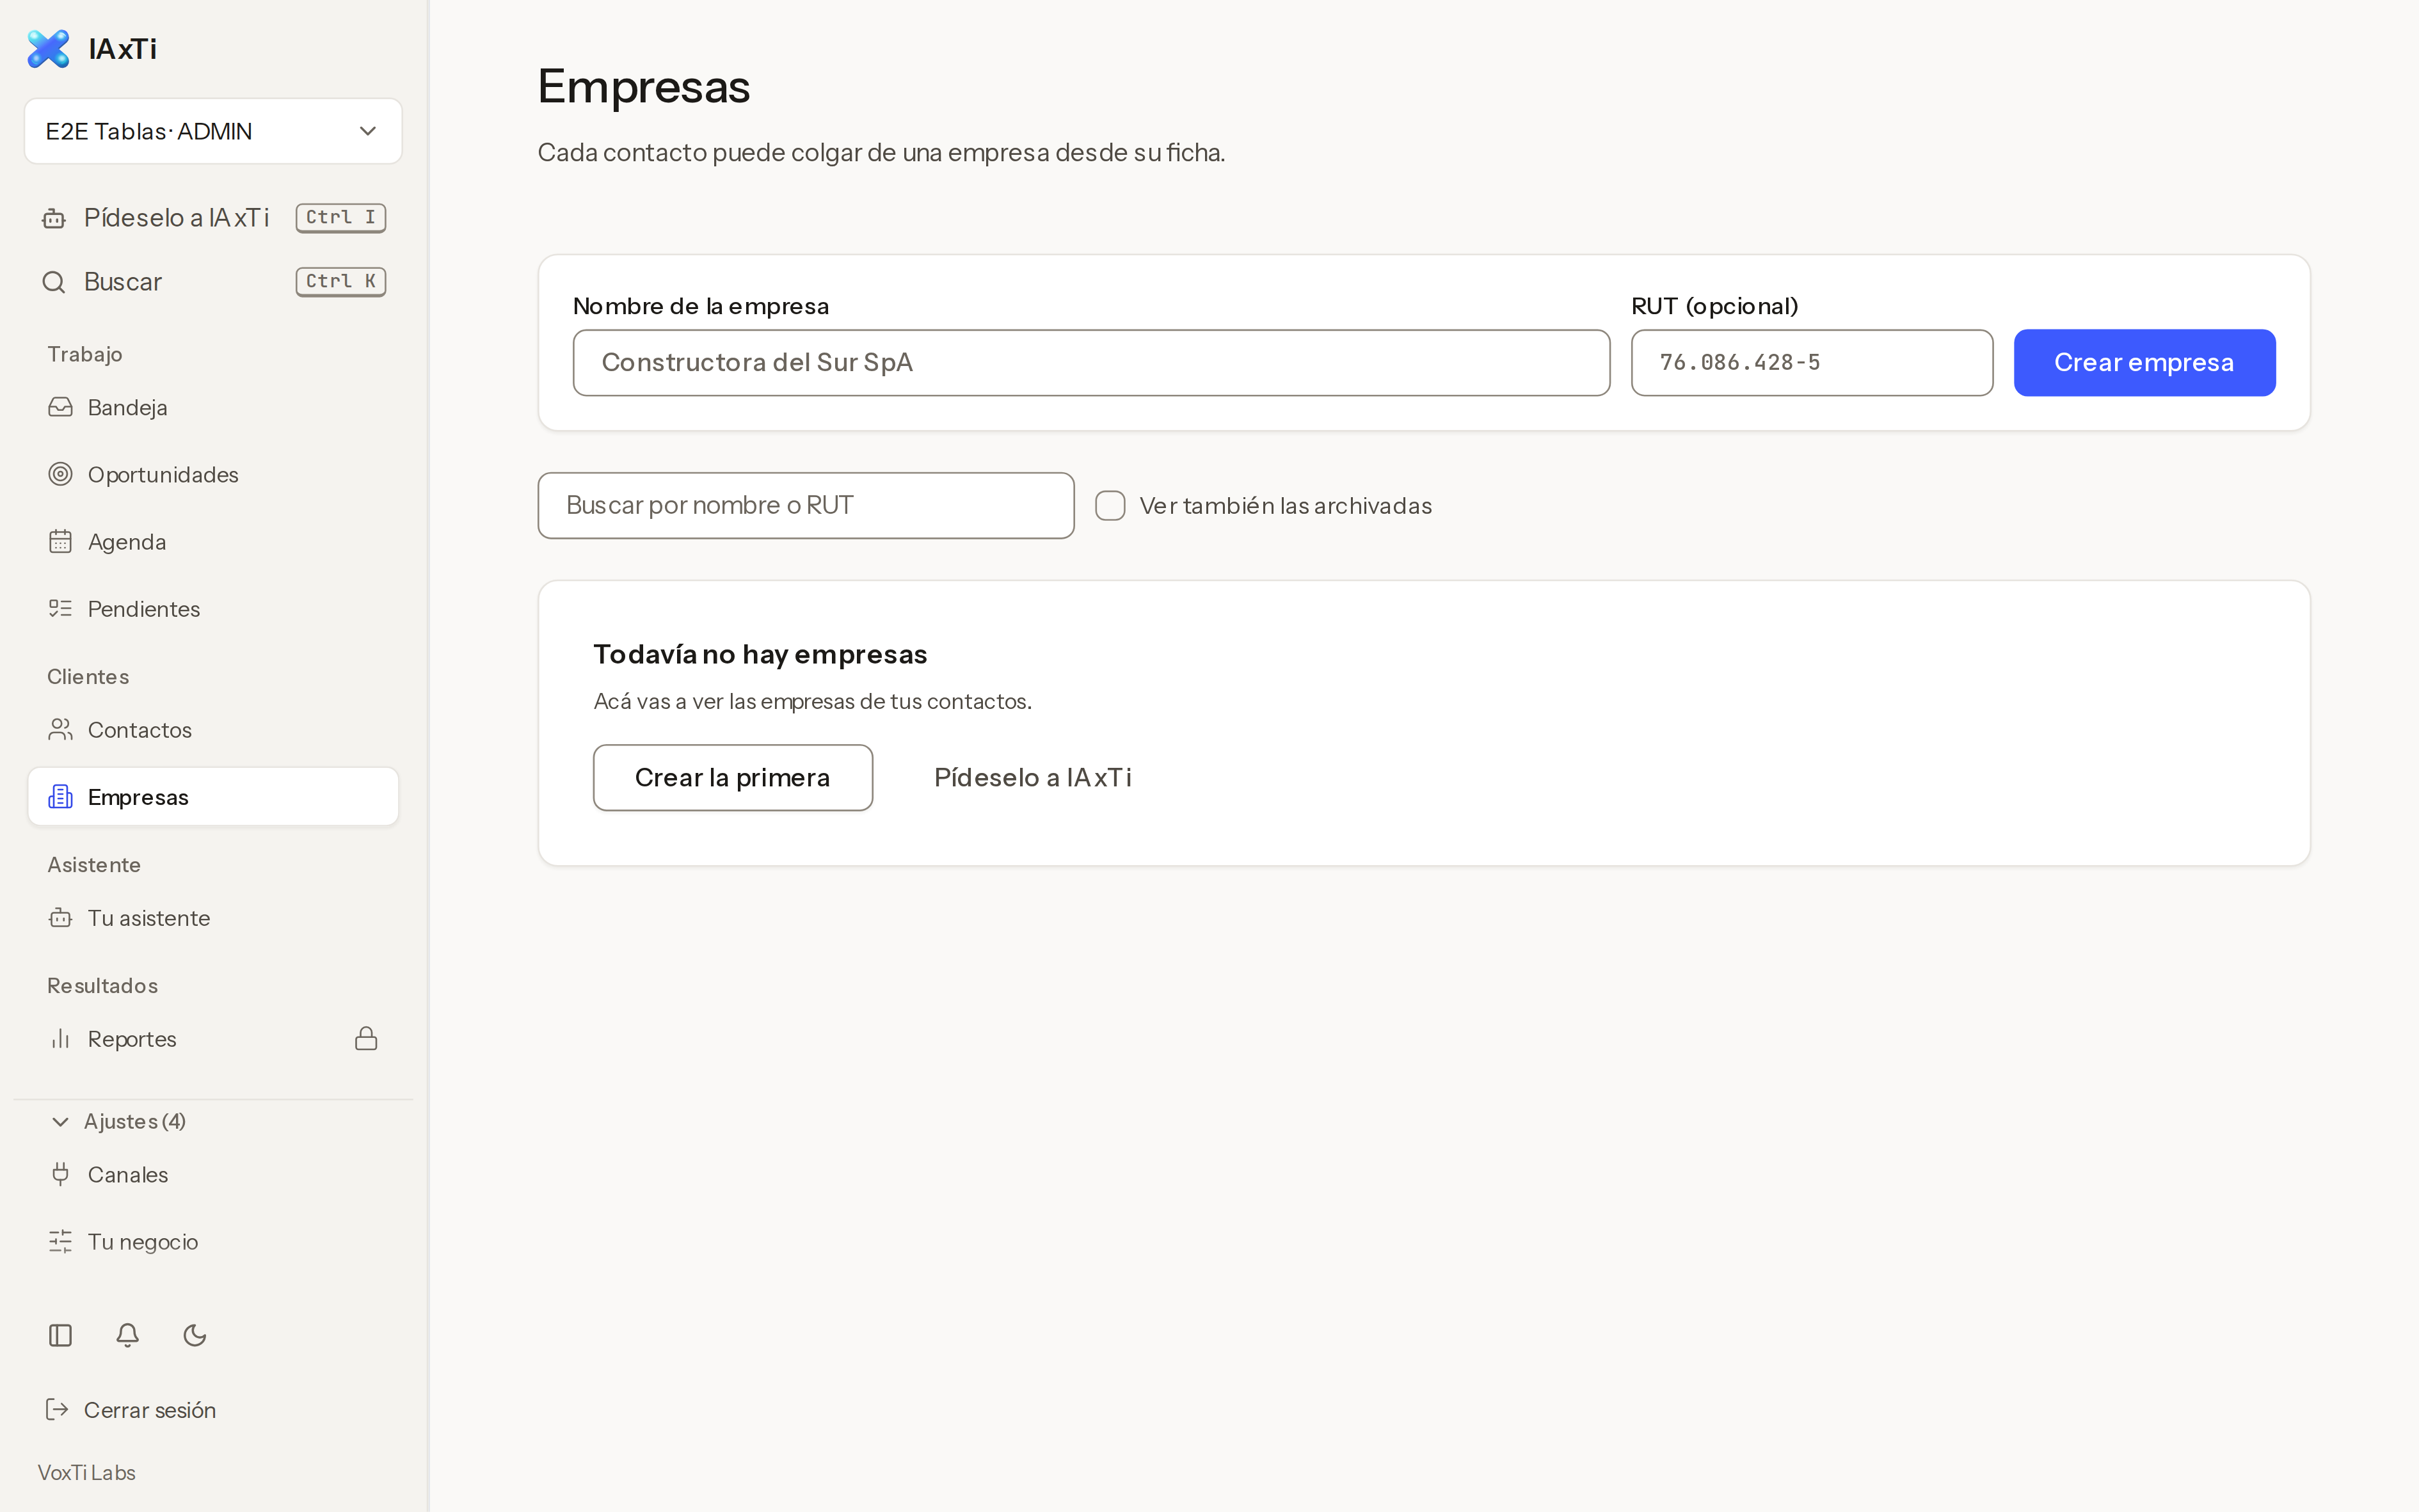 IAxTi
E2E Tablas · ADMIN
Pídeselo a IAxTi Ctrl I
Buscar Ctrl K
Trabajo
Bandeja
Oportunidades
Agenda
Pendientes
Clientes
Contactos
Empresas
Asistente
Tu asistente
Resultados
Reportes
Ajustes (4)
Canales
Tu negocio
Cerrar sesión
VoxTi Labs
Empresas
Cada contacto puede colgar de una empresa desde su ficha.
Nombre de la empresa RUT (opcional)
Constructora del Sur SpA 76.086.428-5 Crear empresa
Buscar por nombre o RUT Ver también las archivadas
Todavía no hay empresas
Acá vas a ver las empresas de tus contactos.
Crear la primera Pídeselo a IAxTi